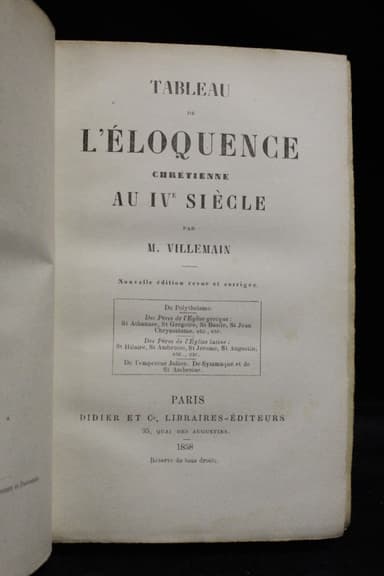 TABLEAU
DE
L'ÉLOQUENCE
CHRÉTIENNE
AU IVE SIÈCLE
PAR
M. VILLEMAIN
Nouvelle édition revue et corrigée
Du Polythéisme.
Des Pères de l'Église grecque:
St Athanase, St Grégoire, St Basile, St Jean
Chrysostome, etc., etc.
Des Pères de l'Église latine:
St Hilaire, St Ambroise, St Jérôme, St Augustin,
etc., etc.
De l'empereur Julien. De Symmaque et de
St Ambroise.
PARIS
DIDIER ET Ce, LIBRAIRES-ÉDITEURS
35, QUAI DES AUGUSTINS.
1858
Réserve de tous droits.